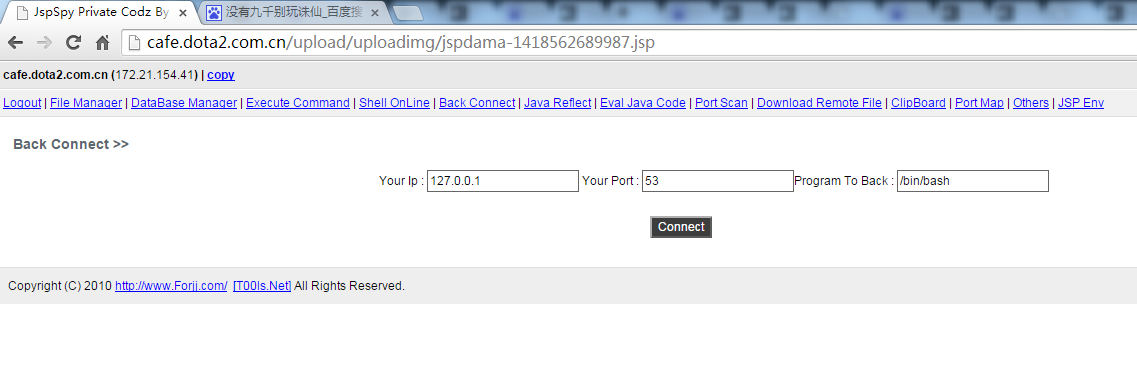 JspSpy Private Codz By
没有九千别玩诛仙_百度搜
cafe.dota2.com.cn/upload/uploadimg/jspdama-1418562689987.jsp
cafe.dota2.com.cn (172.21.154.41) | copy
Logout | File Manager | DataBase Manager | Execute Command | Shell OnLine | Back Connect | Java Reflect | Eval Java Code | Port Scan | Download Remote File | ClipBoard | Port Map | Others | JSP Env
Back Connect >>
Your Ip : 127.0.0.1 Your Port : 53 Program To Back : /bin/bash
Connect
Copyright (C) 2010 http://www.Forjj.com/ [T00ls.Net] All Rights Reserved.